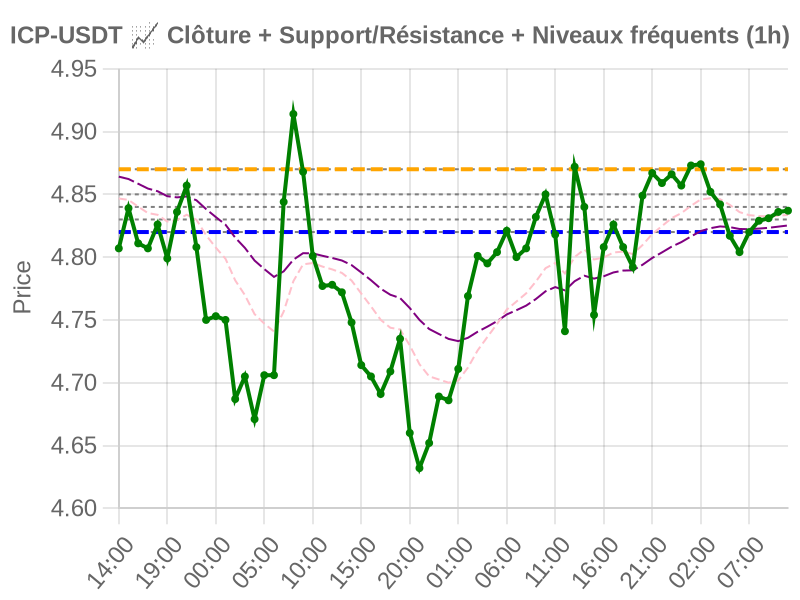 ICP-USDT 📈 Clôture + Support/Résistance + Niveaux fréquents (1h)
4.95
4.90
4.85
4.80
4.75
4.70
4.65
4.60
Price
14:00 19:00 00:00 05:00 10:00 15:00 20:00 01:00 06:00 11:00 16:00 21:00 02:00 07:00